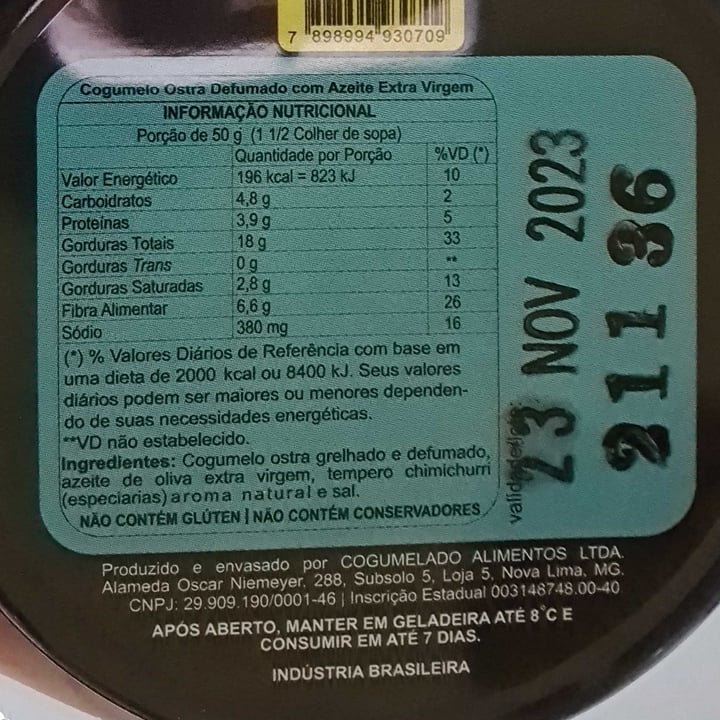 7 898994 930709
Cogumelo Ostra Defumado com Azeite Extra Virgem
INFORMAÇÃO NUTRICIONAL
Porção de 50 g (1 1/2 Colher de sopa)
Quantidade por Porção %VD (*)
Valor Energético 196 kcal = 823 kJ 10
Carboidratos 4,8 g 2
Proteínas 3,9 g 5
Gorduras Totais 18 g 33
Gorduras Trans 0 g **
Gorduras Saturadas 2,8 g 13
Fibra Alimentar 6,6 g 26
Sódio 380 mg 16
(*) % Valores Diários de Referência com base em
uma dieta de 2000 kcal ou 8400 kJ. Seus valores
diários podem ser maiores ou menores dependen-
do de suas necessidades energéticas.
**VD não estabelecido.
Ingredientes: Cogumelo ostra grelhado e defumado,
azeite de oliva extra virgem, tempero chimichurri
(especiarias) aroma natural e sal.
NÃO CONTÉM GLÚTEN | NÃO CONTÉM CONSERVADORES
23 NOV 2023
211 36
Produzido e envasado por COGUMELADO ALIMENTOS LTDA.
Alameda Oscar Niemeyer, 288, Subsolo 5, Loja 5, Nova Lima, MG.
CNPJ: 29.909.190/0001-46 | Inscrição Estadual 003148748.00-40
APÓS ABERTO, MANTER EM GELADEIRA ATÉ 8°C E
CONSUMIR EM ATÉ 7 DIAS.
INDÚSTRIA BRASILEIRA